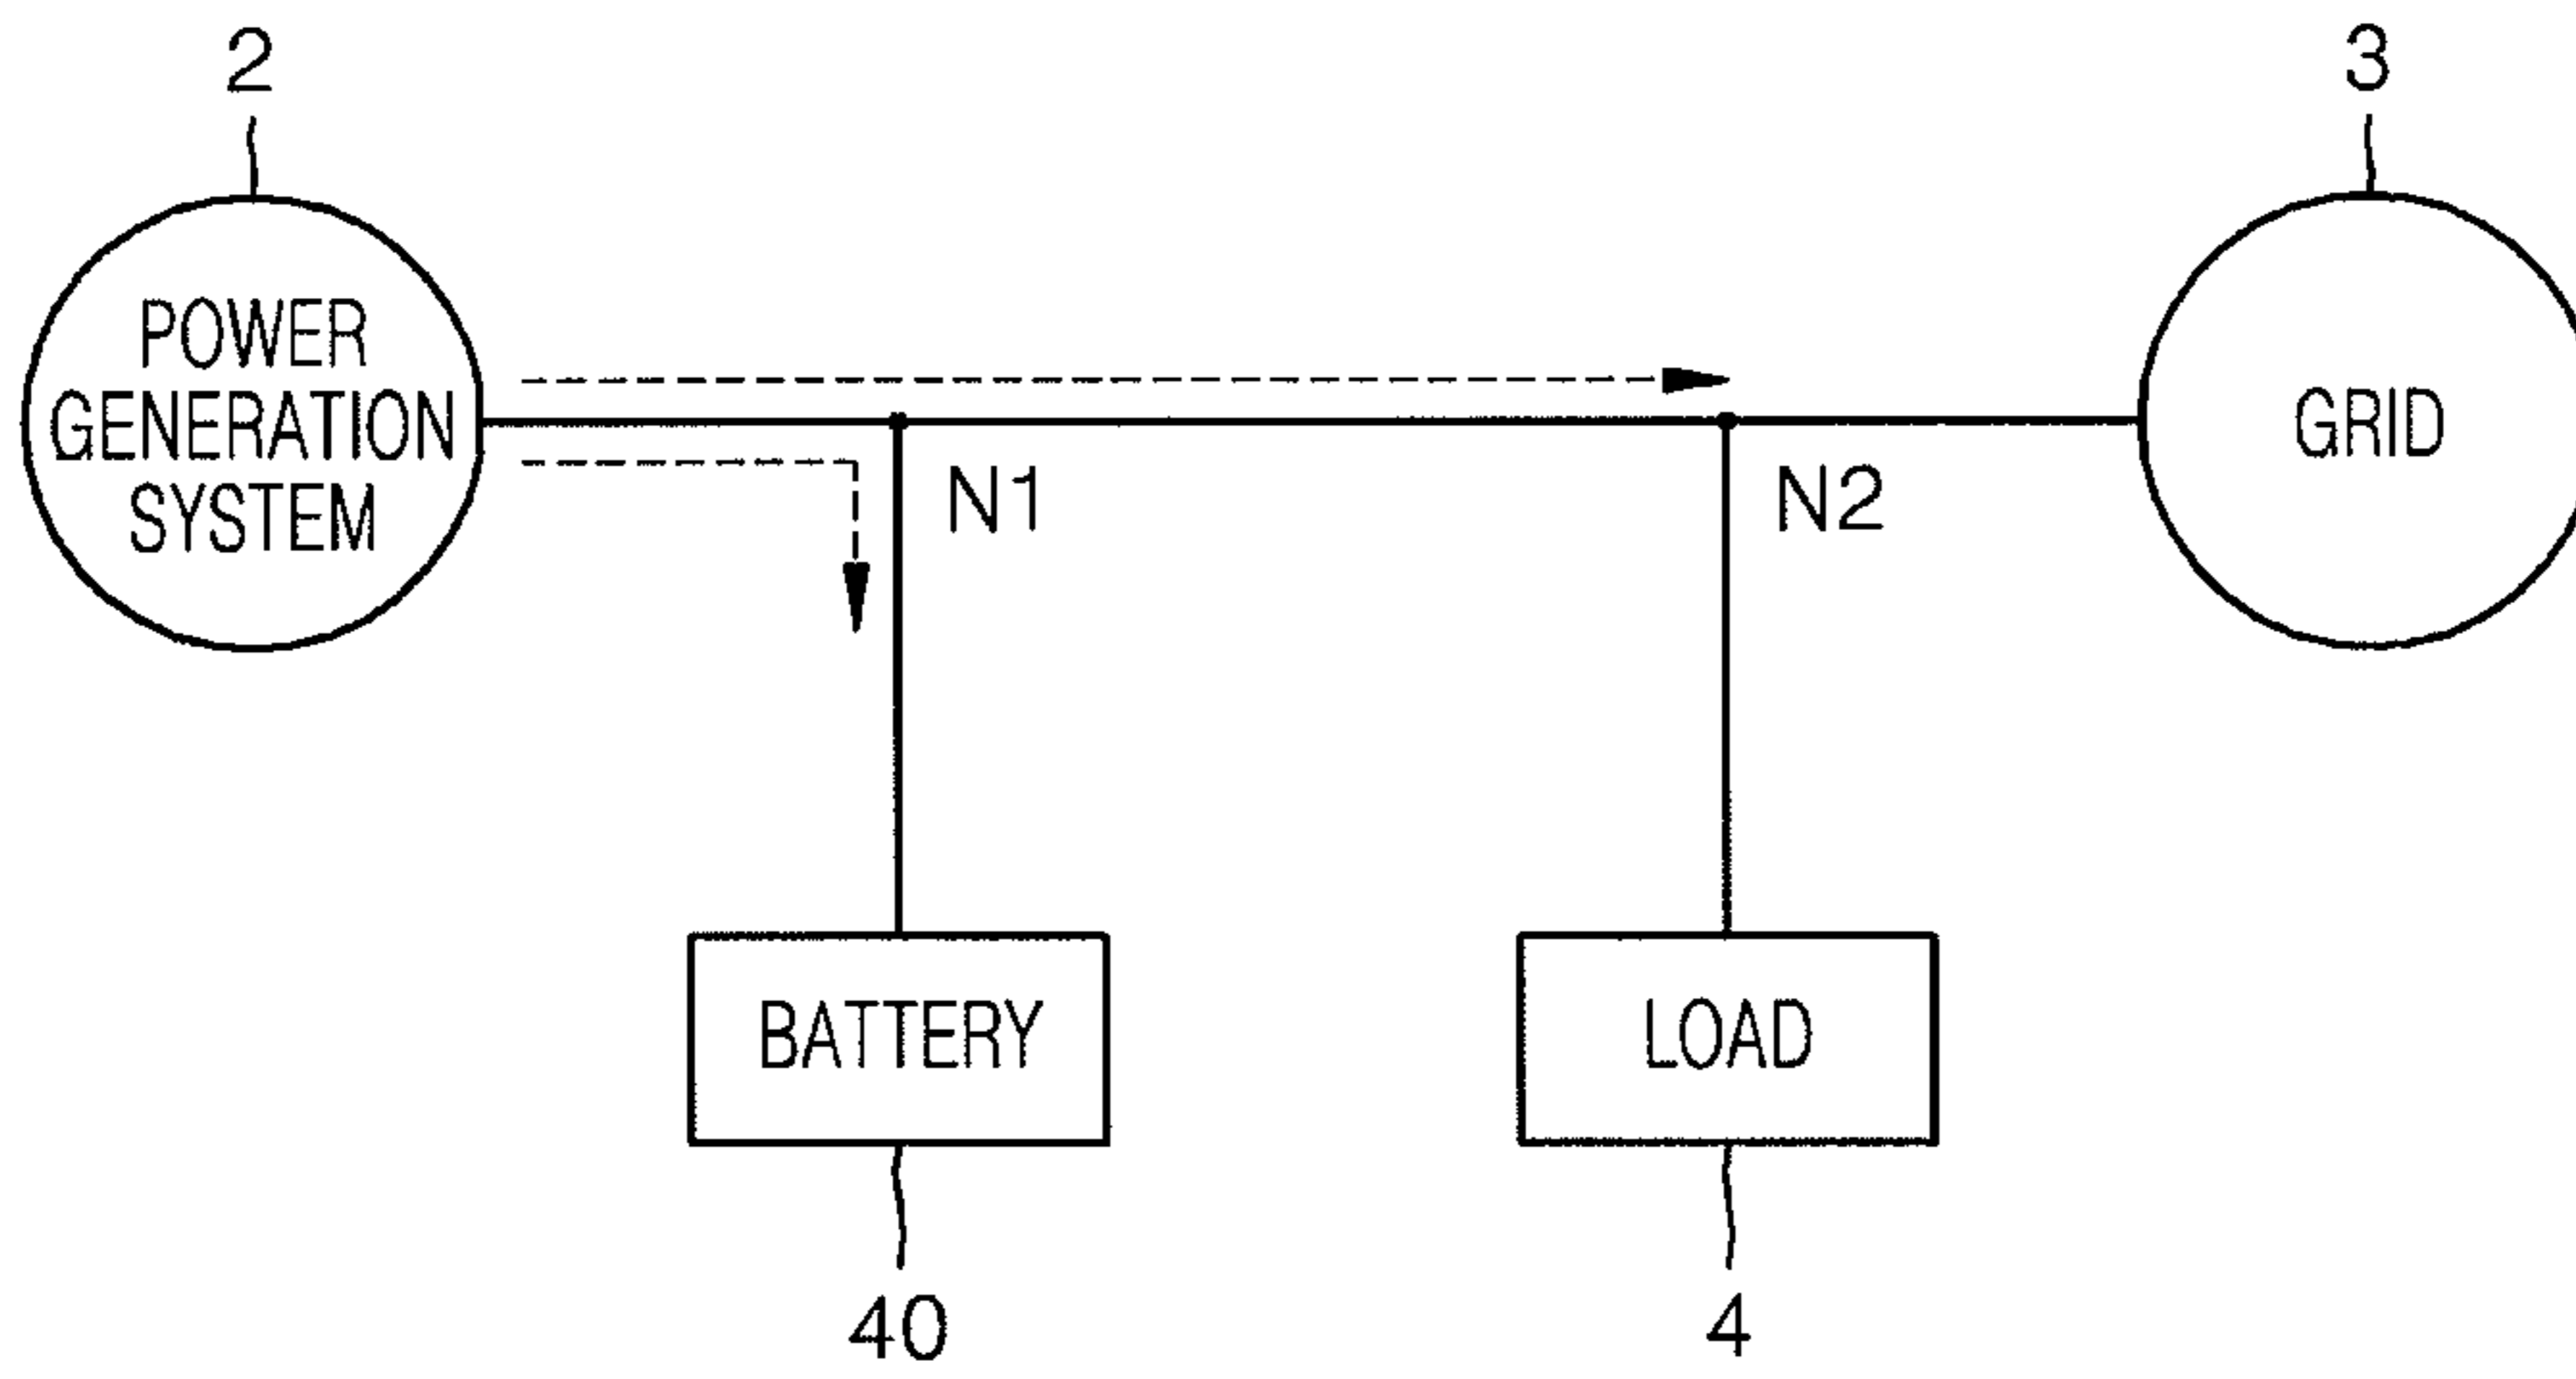 2
3
POWER
GENERATION
SYSTEM
GRID
N1
N2
BATTERY
LOAD
40
4